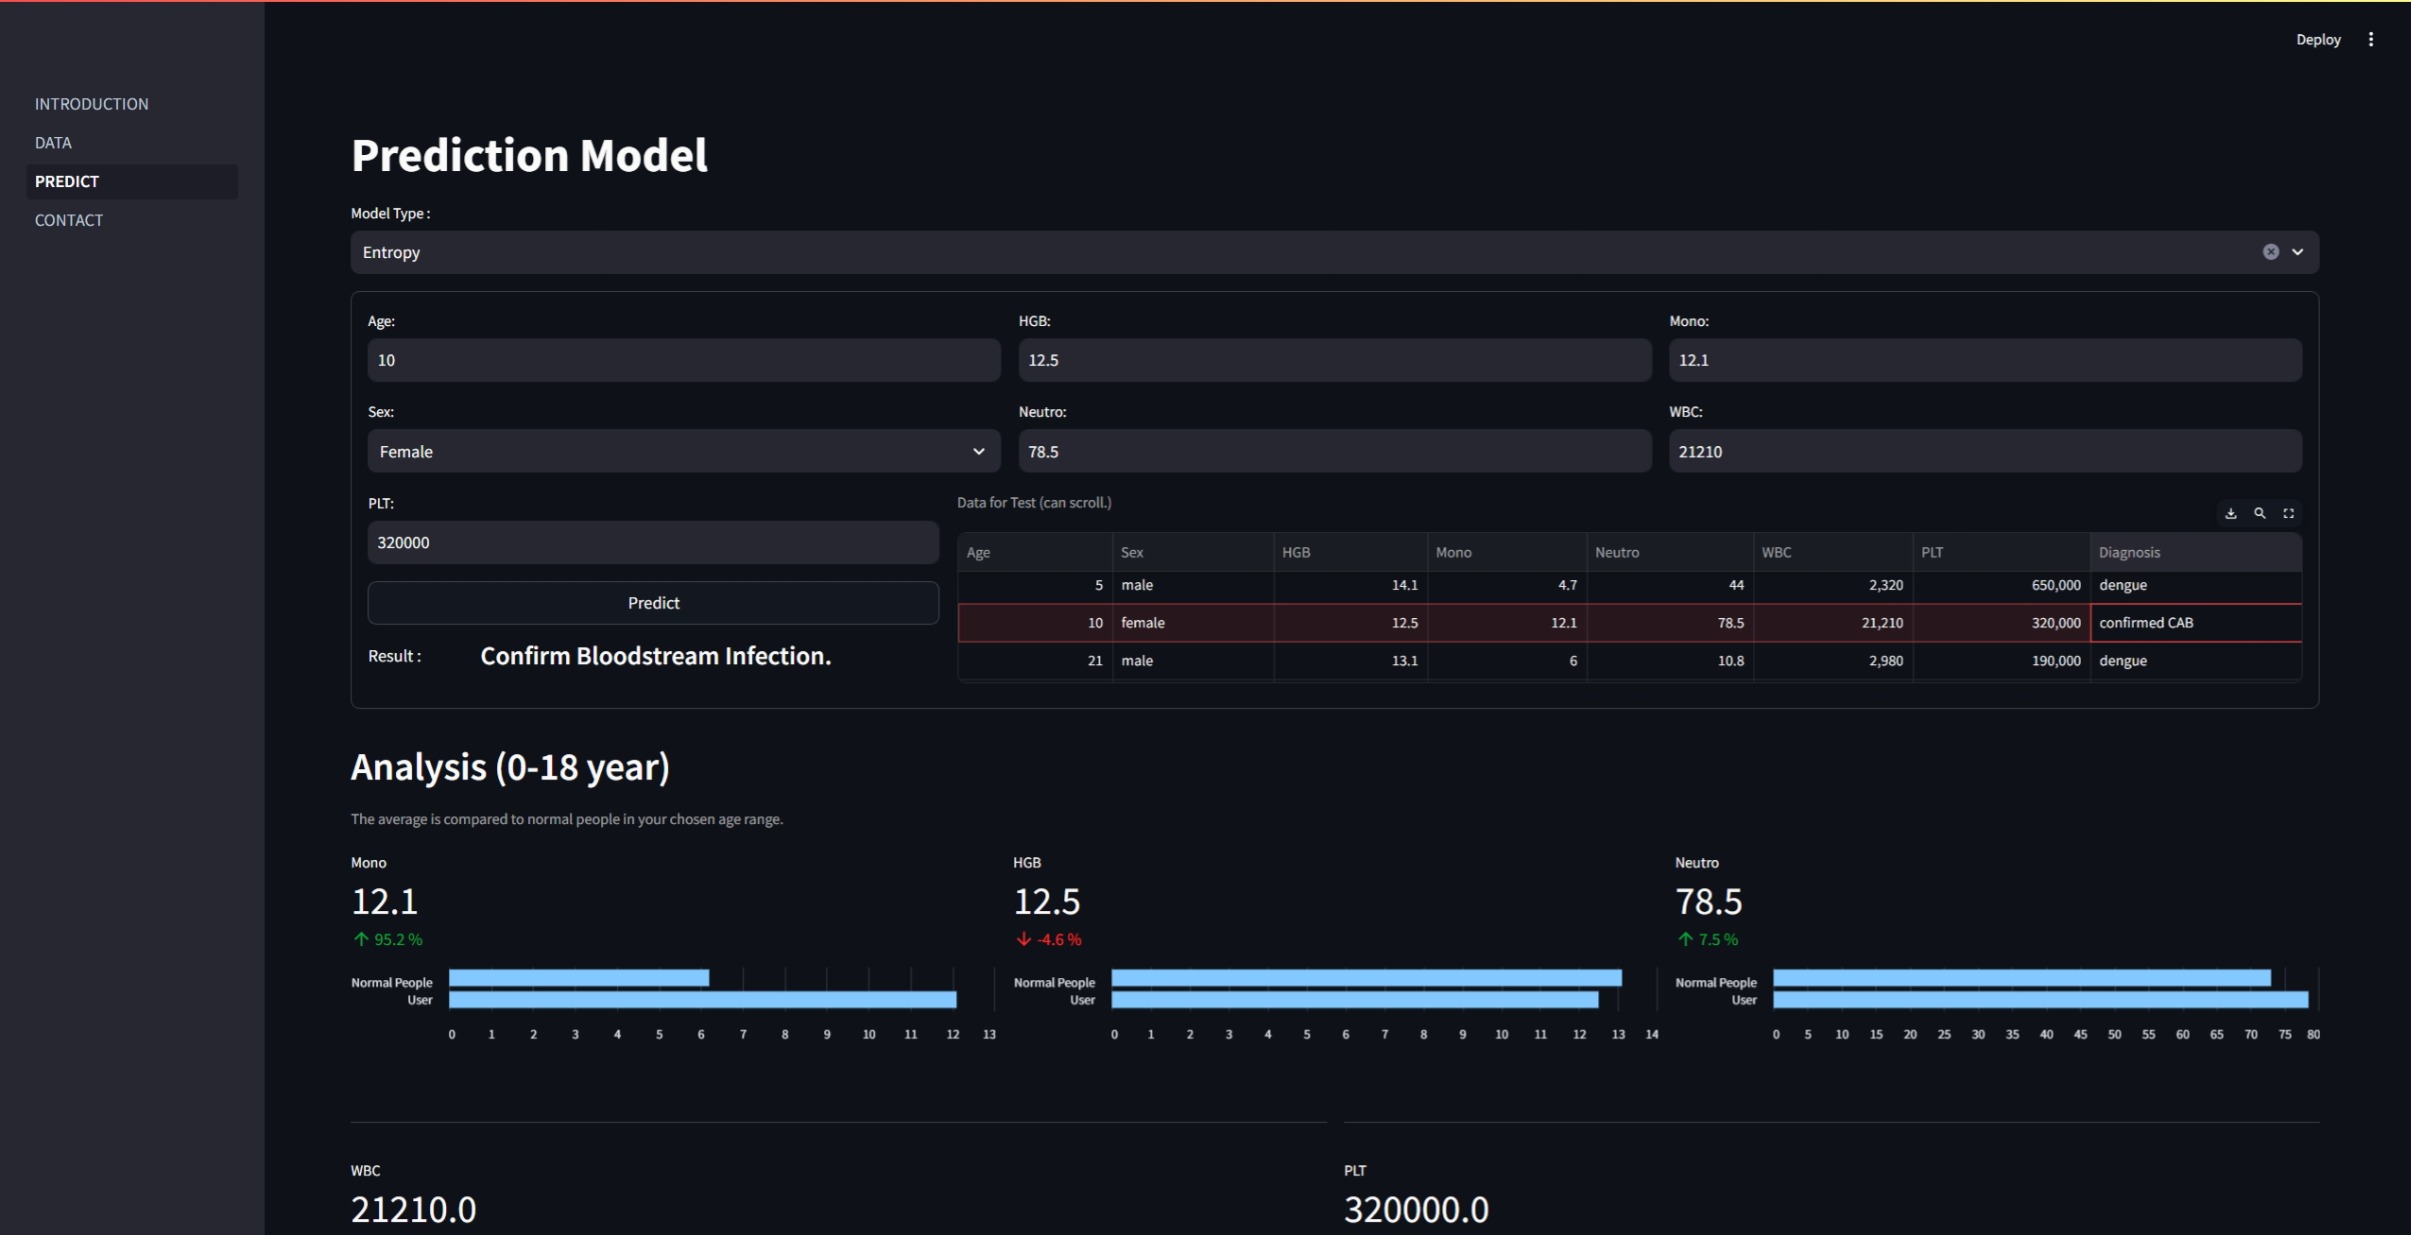 Deploy
INTRODUCTION
DATA
PREDICT
CONTACT
Prediction Model
Model Type :
Entropy
Age:
10
HGB:
12.5
Mono:
12.1
Sex:
Female
Neutro:
78.5
WBC:
21210
PLT:
320000
Predict
Result :
Confirm Bloodstream Infection.
Data for Test (can scroll.)
Age Sex HGB Mono Neutro WBC PLT Diagnosis
5 male 14.1 4.7 44 2,320 650,000 dengue
10 female 12.5 12.1 78.5 21,210 320,000 confirmed CAB
21 male 13.1 6 10.8 2,980 190,000 dengue
Analysis (0-18 year)
The average is compared to normal people in your chosen age range.
Mono
12.1
95.2 %
Normal People
User
0 1 2 3 4 5 6 7 8 9 10 11 12 13
HGB
12.5
-4.6 %
Normal People
User
0 1 2 3 4 5 6 7 8 9 10 11 12 13 14
Neutro
78.5
7.5 %
Normal People
User
0 5 10 15 20 25 30 35 40 45 50 55 60 65 70 75 80
WBC
21210.0
PLT
320000.0